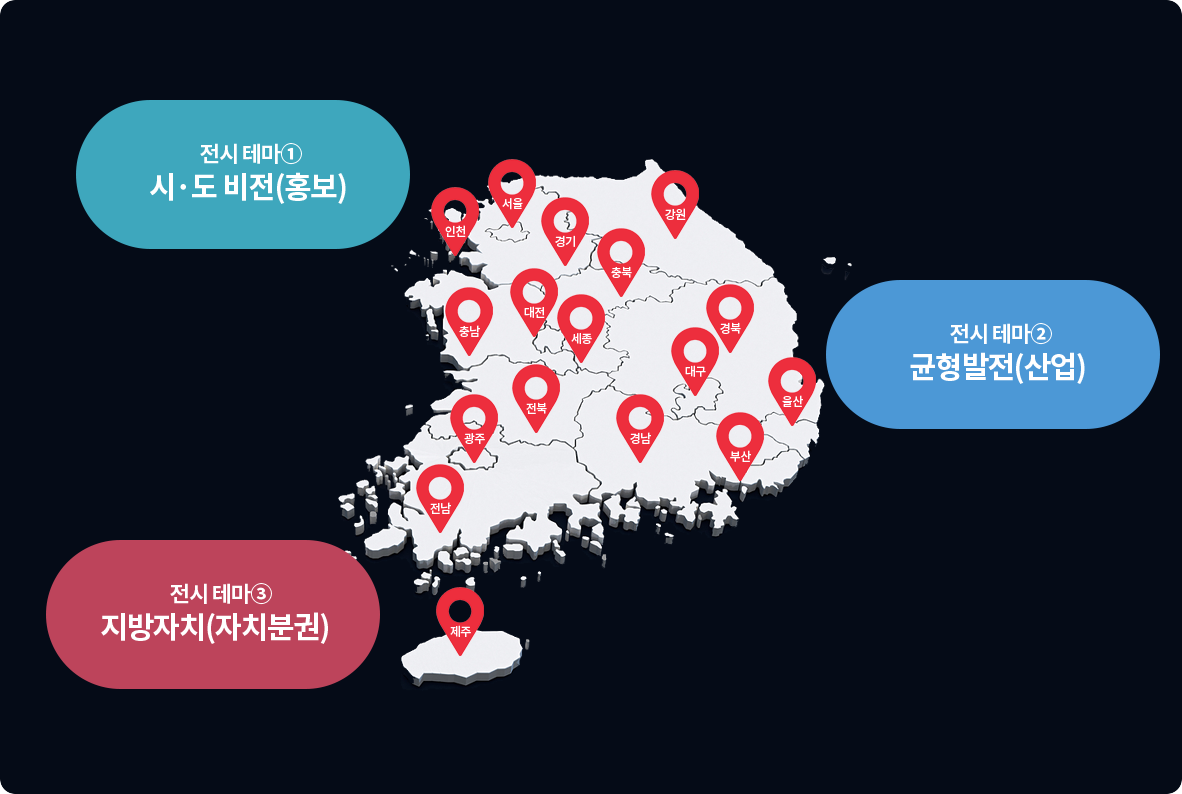 전시 테마①
시·도 비전(홍보)
서울
인천
강원
경기
충북
대전
충남
세종
경북
전시 테마②
균형발전(산업)
대구
울산
전북
광주
경남
부산
전남
전시 테마③
지방자치(자치분권)
제주